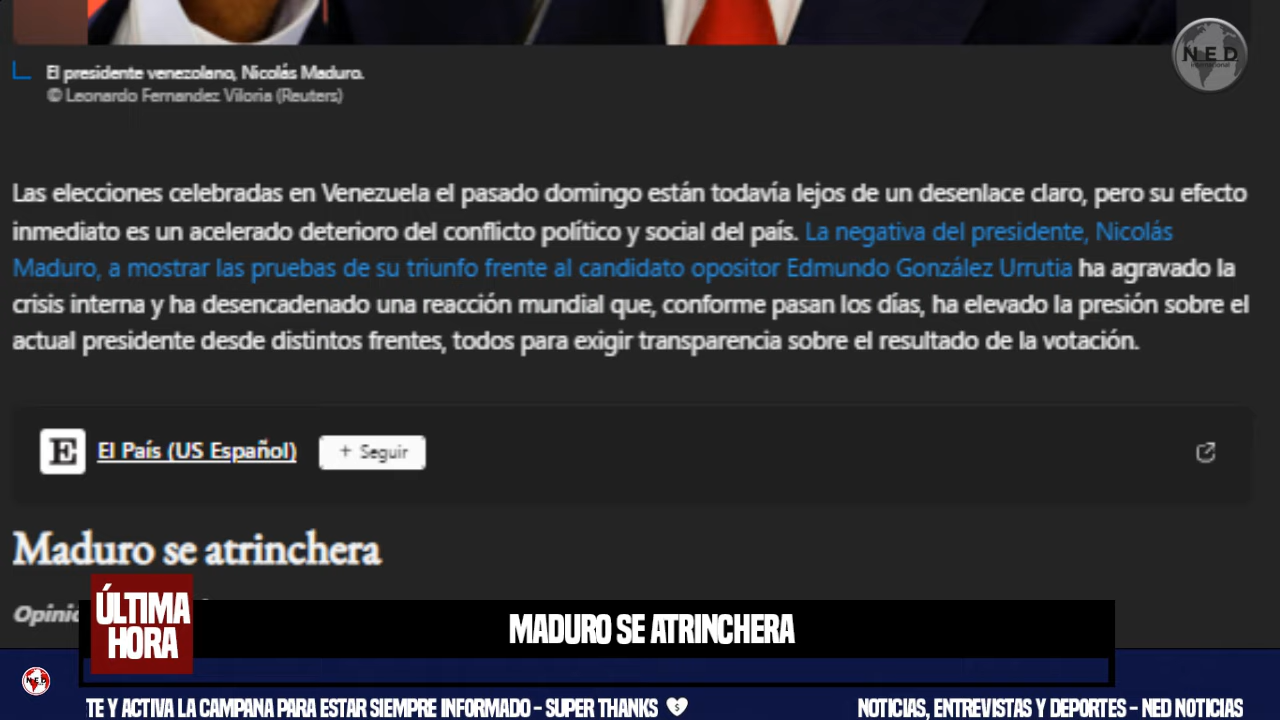 NED
International
El presidente venezolano, Nicolás Maduro.
© Leonardo Fernandez Viloria (Reuters)
Las elecciones celebradas en Venezuela el pasado domingo están todavía lejos de un desenlace claro, pero su efecto
inmediato es un acelerado deterioro del conflicto político y social del país. La negativa del presidente, Nicolás
Maduro, a mostrar las pruebas de su triunfo frente al candidato opositor Edmundo González Urrutia ha agravado la
crisis interna y ha desencadenado una reacción mundial que, conforme pasan los días, ha elevado la presión sobre el
actual presidente desde distintos frentes, todos para exigir transparencia sobre el resultado de la votación.
E El País (US Español) + Seguir
Maduro se atrinchera
ÚLTIMA
HORA
MADURO SE ATRINCHERA
NED
TE Y ACTIVA LA CAMPANA PARA ESTAR SIEMPRE INFORMADO - SUPER THANKS NOTICIAS, ENTREVISTAS Y DEPORTES - NED NOTICIAS